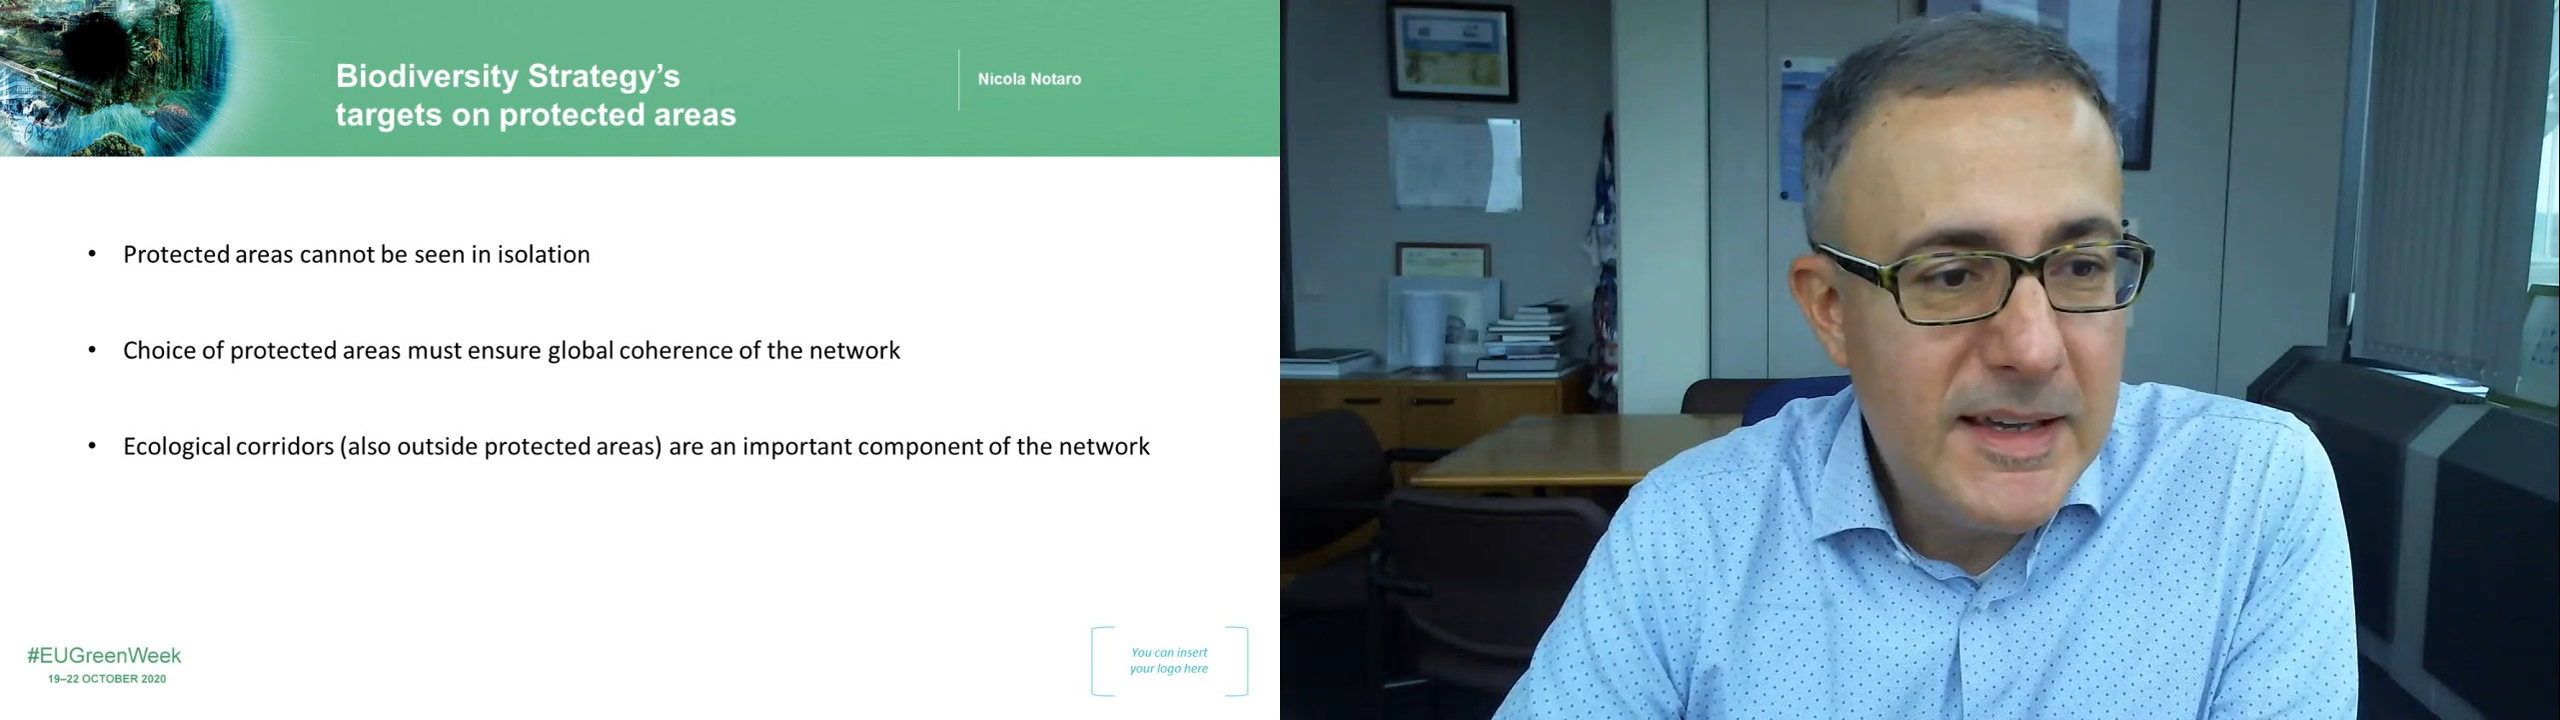 Biodiversity Strategy’s
targets on protected areas
Nicola Notaro
• Protected areas cannot be seen in isolation
• Choice of protected areas must ensure global coherence of the network
• Ecological corridors (also outside protected areas) are an important component of the network
#EUGreenWeek
19–22 OCTOBER 2020
You can insert
your logo here